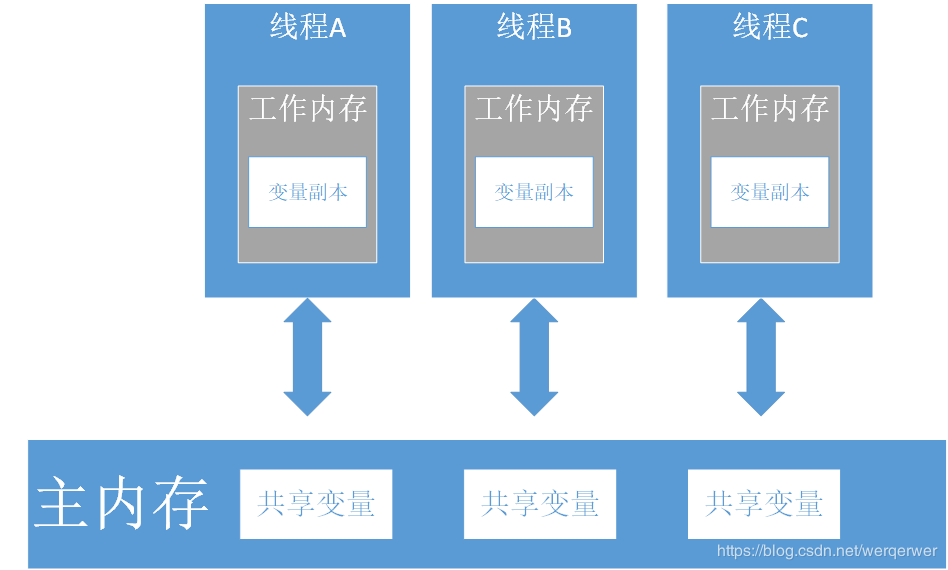 线程A
线程B
线程C
工作内存
工作内存
工作内存
变量副本
变量副本
变量副本
主内存
共享变量
共享变量
共享变量
https://blog.csdn.net/werqerwer